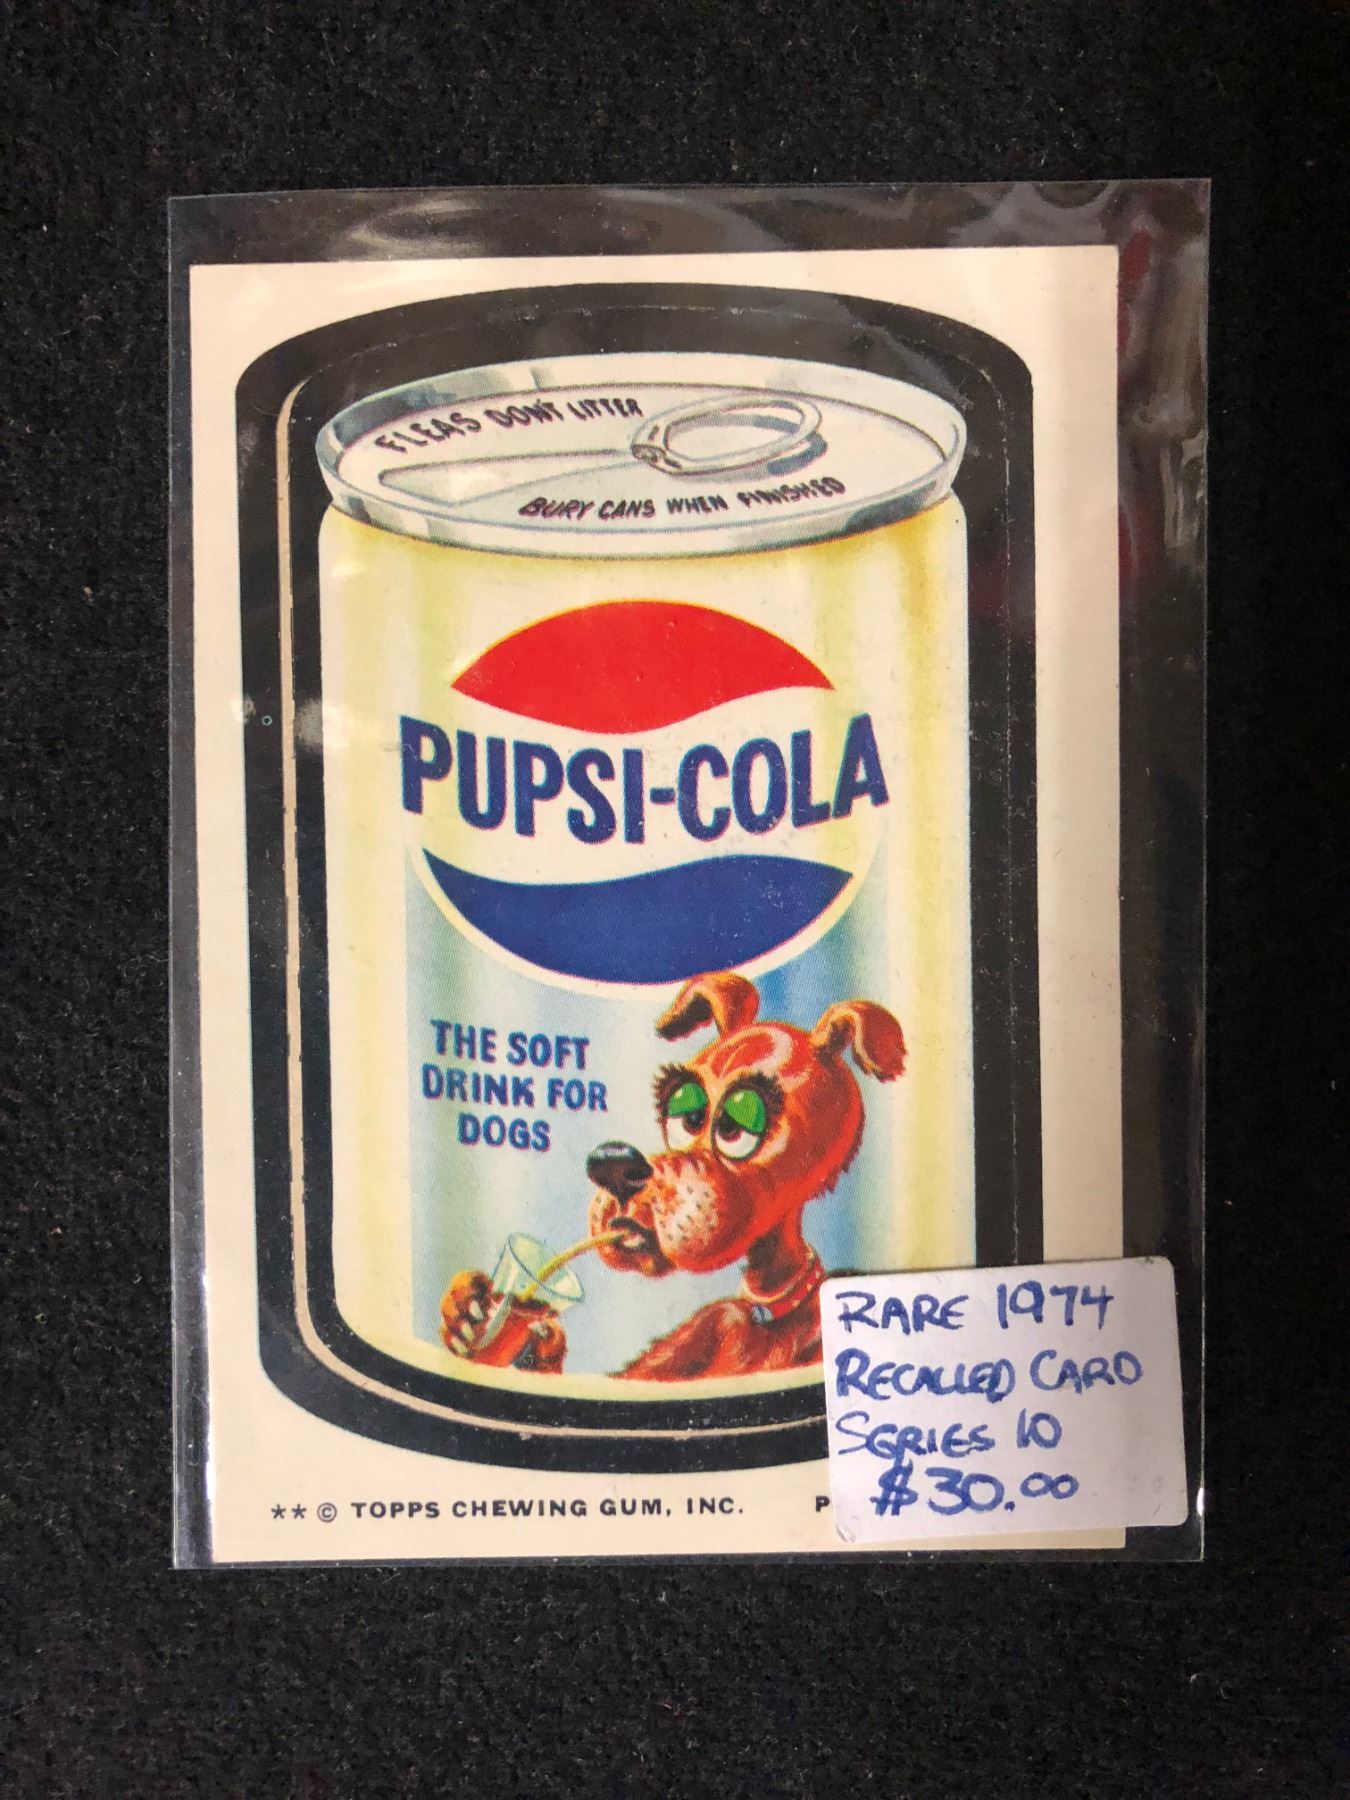 FLEAS DON'T LITTER
BURY CANS WHEN FINISHED
PUPSI-COLA
THE SOFT
DRINK FOR
DOGS
RARE 1974
RECALLED CARD
SERIES 10
$30.00
** © TOPPS CHEWING GUM, INC. P